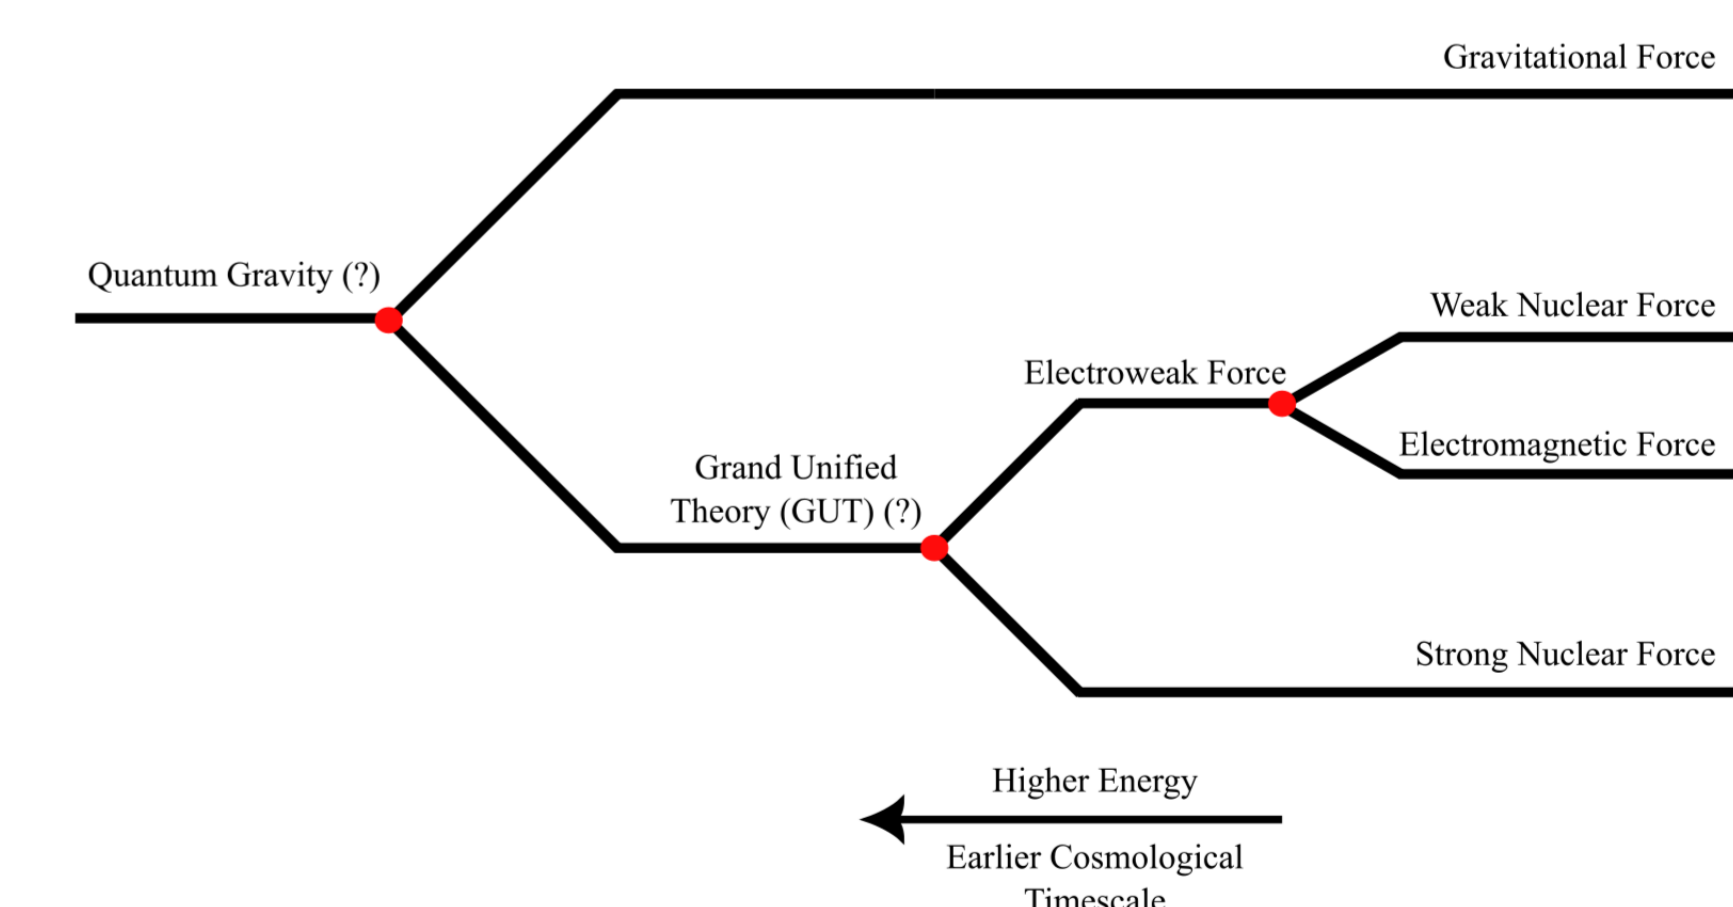 Gravitational Force
Quantum Gravity (?)
Weak Nuclear Force
Electroweak Force
Electromagnetic Force
Grand Unified
Theory (GUT) (?)
Strong Nuclear Force
Higher Energy
Earlier Cosmological
Timescale